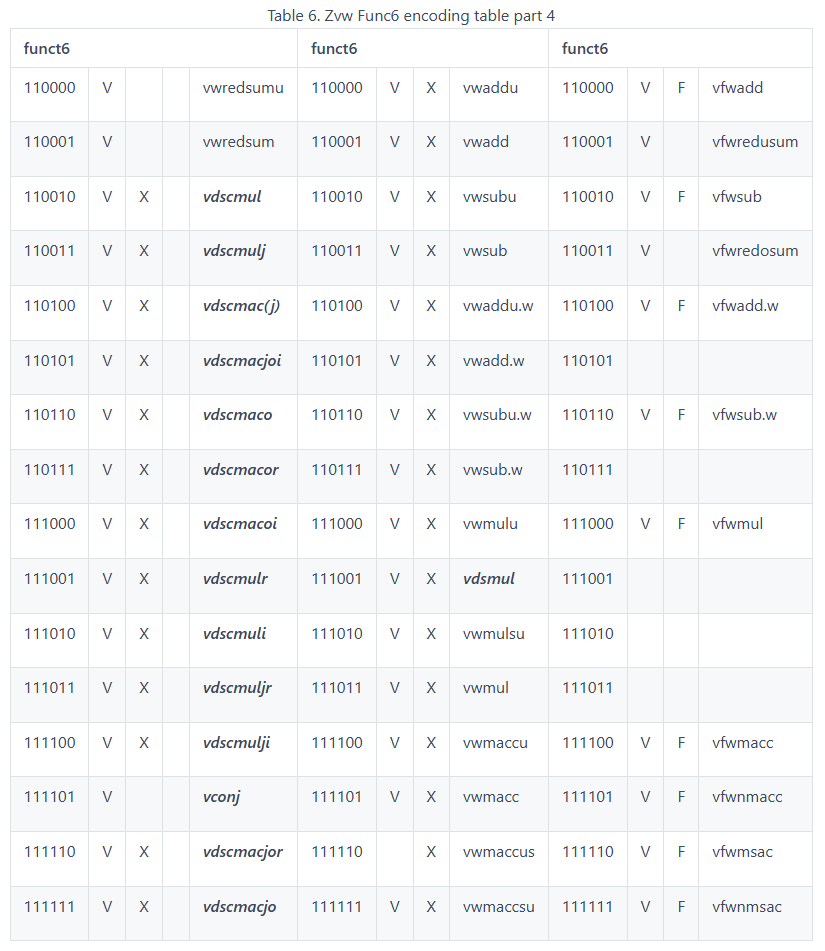 Table 6. Zvw Func6 encoding table part 4
funct6 funct6 funct6
110000 V vwredsumu 110000 V X vwaddu 110000 V F vfwadd
110001 V vwredsum 110001 V X vwadd 110001 V vfwredusum
110010 V X vdscmul 110010 V X vwsubu 110010 V F vfwsub
110011 V X vdscmulj 110011 V X vwsub 110011 V vfwredosum
110100 V X vdscmac(j) 110100 V X vwaddu.w 110100 V F vfwadd.w
110101 V X vdscmacjoi 110101 V X vwadd.w 110101
110110 V X vdscmaco 110110 V X vwsubu.w 110110 V F vfwsub.w
110111 V X vdscmacor 110111 V X vwsub.w 110111
111000 V X vdscmacoi 111000 V X vwmulu 111000 V F vfwmul
111001 V X vdscmulr 111001 V X vdsmul 111001
111010 V X vdscmuli 111010 V X vwmulsu 111010
111011 V X vdscmuljr 111011 V X vwmul 111011
111100 V X vdscmulji 111100 V X vwmaccu 111100 V F vfwmacc
111101 V vconj 111101 V X vwmacc 111101 V F vfwnmacc
111110 V X vdscmacjor 111110 X vwmaccus 111110 V F vfwmsac
111111 V X vdscmacjo 111111 V X vwmaccsu 111111 V F vfwnmsac